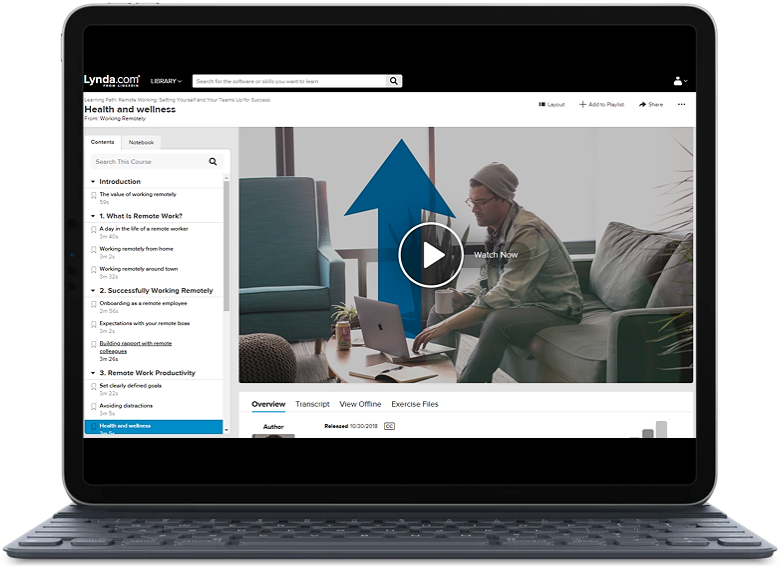 Lynda.com®
FROM LINKEDIN
LIBRARY
Search for the software or skills you want to learn
Learning Path: Remote Working: Setting Yourself and Your Teams Up for Success
Health and wellness
From: Working Remotely
Layout
Add to Playlist
Share
Contents
Notebook
Search This Course
Introduction
The value of working remotely
59s
1. What Is Remote Work?
A day in the life of a remote worker
3m 40s
Working remotely from home
3m 2s
Working remotely around town
3m 32s
2. Successfully Working Remotely
Onboarding as a remote employee
2m 56s
Expectations with your remote boss
3m 2s
Building rapport with remote
colleagues
3m 26s
3. Remote Work Productivity
Set clearly defined goals
3m 22s
Avoiding distractions
3m 5s
Health and wellness
3m 5s
Watch Now
Overview
Transcript
View Offline
Exercise Files
Author
Released 10/30/2018
CC